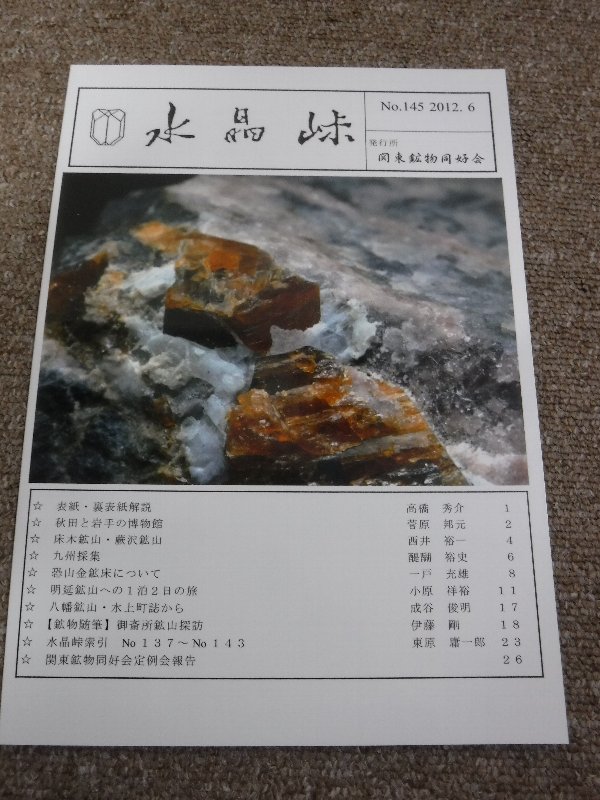 水晶峠
No.145 2012. 6
発行所
関東鉱物同好会
☆ 表紙・裏表紙解説 高橋 秀介 1
☆ 秋田と岩手の博物館 菅原 邦元 2
☆ 床木鉱山・蕨沢鉱山 西井 裕一 4
☆ 九州採集 醍醐 裕史 6
☆ 恐山金鉱床について 一戸 充雄 8
☆ 明延鉱山への1泊2日の旅 小原 祥裕 11
☆ 八幡鉱山・水上町誌から 成谷 俊明 17
☆ 【鉱物随筆】御斎所鉱山探訪 伊藤 剛 18
☆ 水晶峠索引 No137～No143 東原 蕭一郎 23
☆ 関東鉱物同好会定例会報告 26